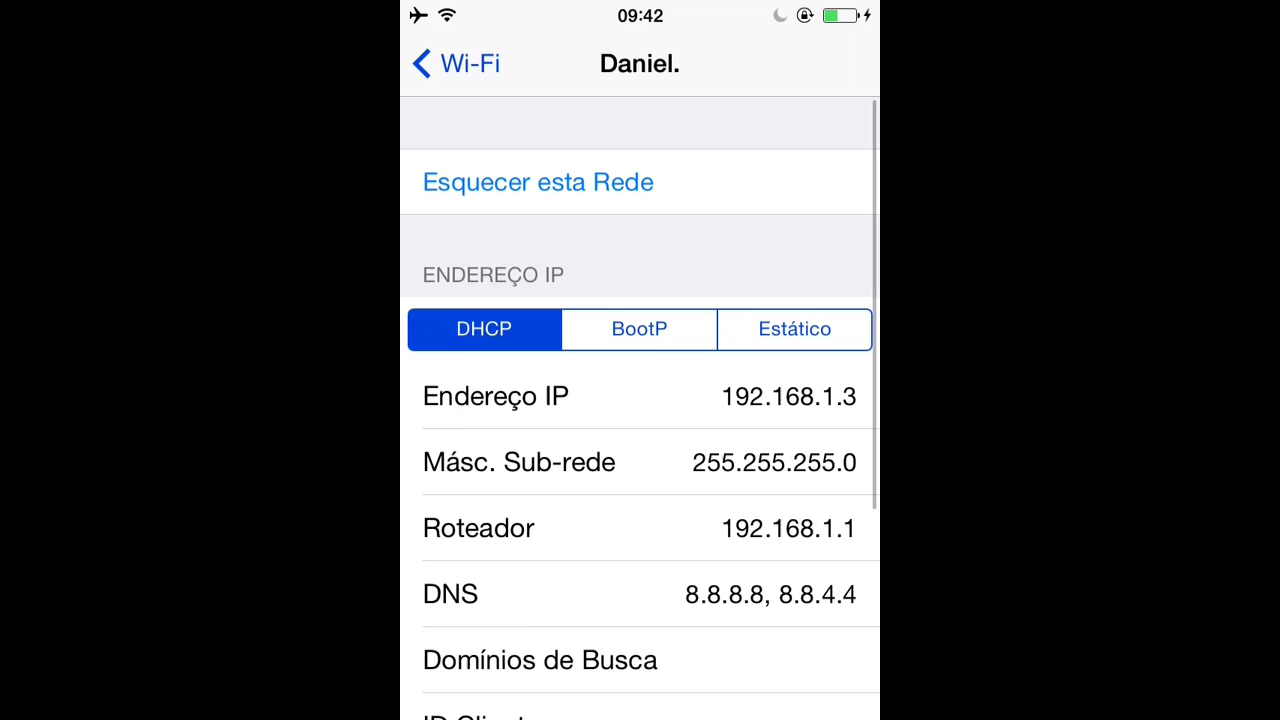 09:42
Wi-Fi Daniel.
Esquecer esta Rede
ENDEREÇO IP
DHCP BootP Estático
Endereço IP 192.168.1.3
Másc. Sub-rede 255.255.255.0
Roteador 192.168.1.1
DNS 8.8.8.8, 8.8.4.4
Domínios de Busca